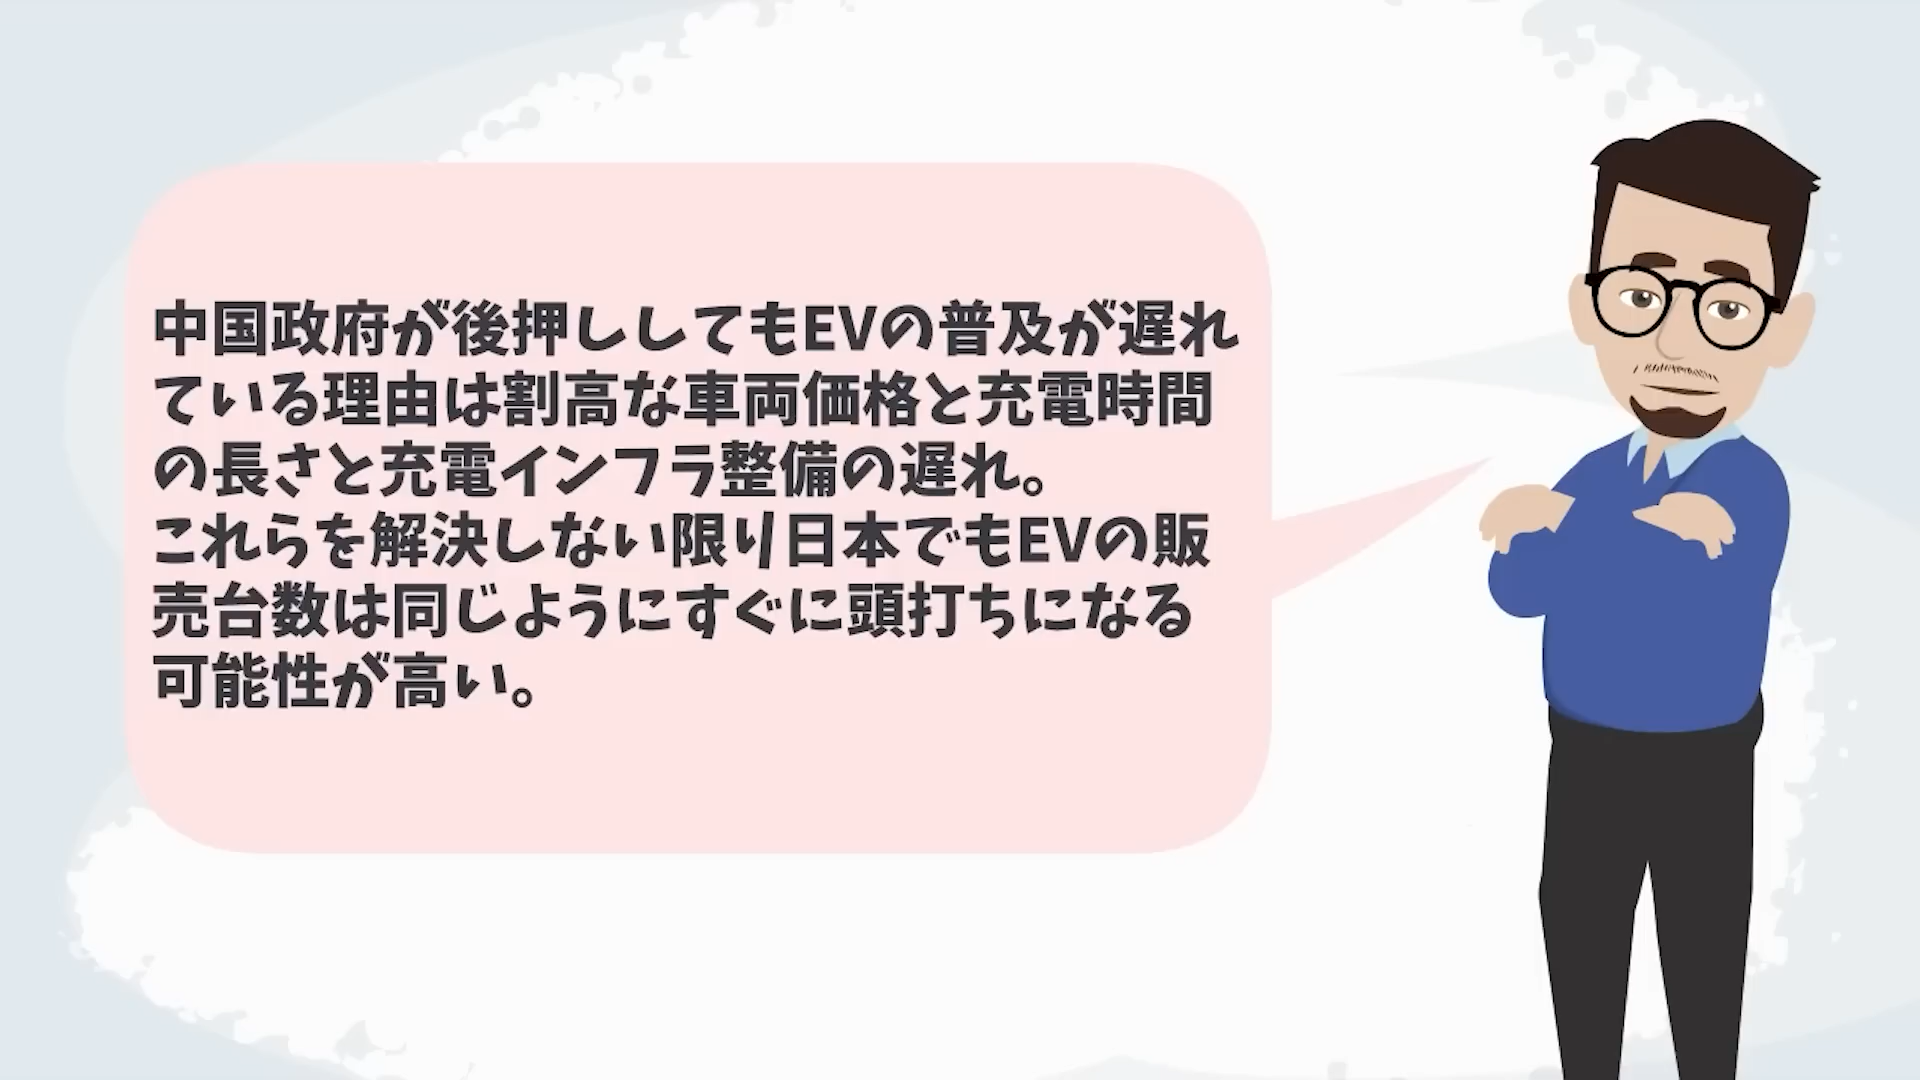 中国政府が後押ししてもEVの普及が遅れ
ている理由は割高な車両価格と充電時間
の長さと充電インフラ整備の遅れ。
これらを解決しない限り日本でもEVの販
売台数は同じようにすぐに頭打ちになる
可能性が高い。